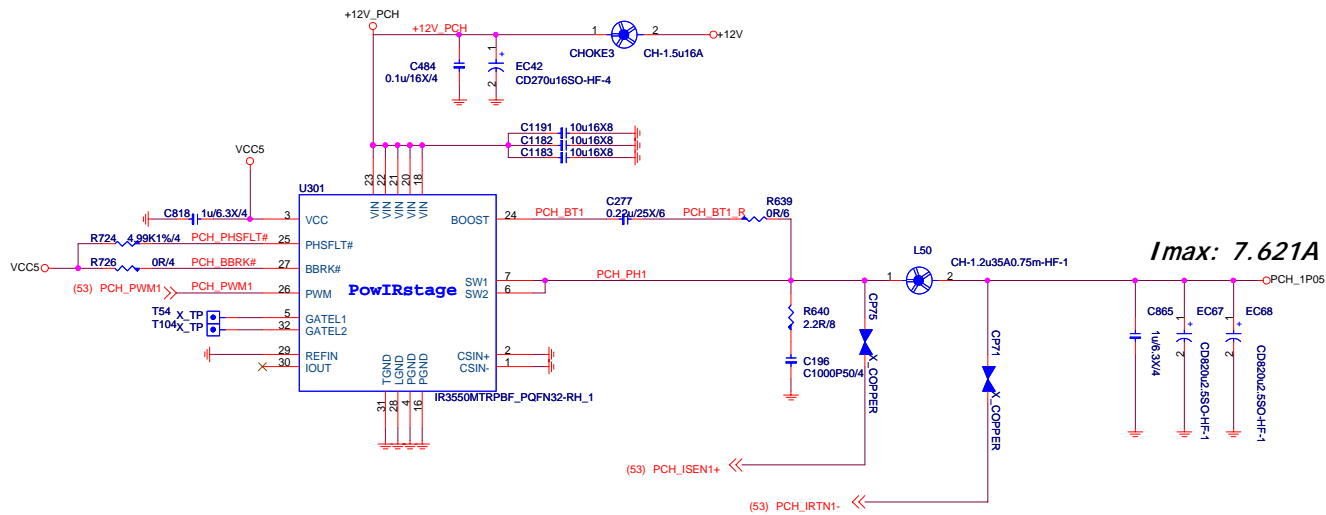 +12V_PCH
+12V_PCH
1
2
+12V
CHOKE3
CH-1.5u16A
C484
0.1u/16X/4
1
+
2
EC42
CD270u16SO-HF-4
C1191
10u16X8
C1182
10u16X8
C1183
10u16X8
VCC5
23
22
21
20
18
U301
VIN
VIN
VIN
VIN
VIN
C818
1u/6.3X/4
3
VCC
BOOST
24
PCH_BT1
C277
0.22u/25X/6
PCH_BT1_R
R639
0R/6
R724
4.99K1%/4
PCH_PHSFLT#
25
PHSFLT#
VCC5
R726
0R/4
PCH_BBRK#
27
BBRK#
(53) PCH_PWM1
PCH_PWM1
26
PWM
PowIRstage
SW1
7
SW2
6
PCH_PH1
L50
CH-1.2u35A0.75m-HF-1
1
2
Imax: 7.621A
PCH_1P05
T54
X_TP
5
GATEL1
T104
X_TP
32
GATEL2
29
REFIN
30
IOUT
CSIN+
2
CSIN-
1
TGND
LGND
PGND
PGND
31
28
4
16
IR3550MTRPBF_PQFN32-RH_1
R640
2.2R/8
C196
C1000P50/4
CP75
X_COPPER
CP71
X_COPPER
C865
1u/6.3X/4
EC67
1
+
2
CD820u2.5SO-HF-1
EC68
1
+
2
CD820u2.5SO-HF-1
(53) PCH_ISEN1+
(53) PCH_IRTN1-